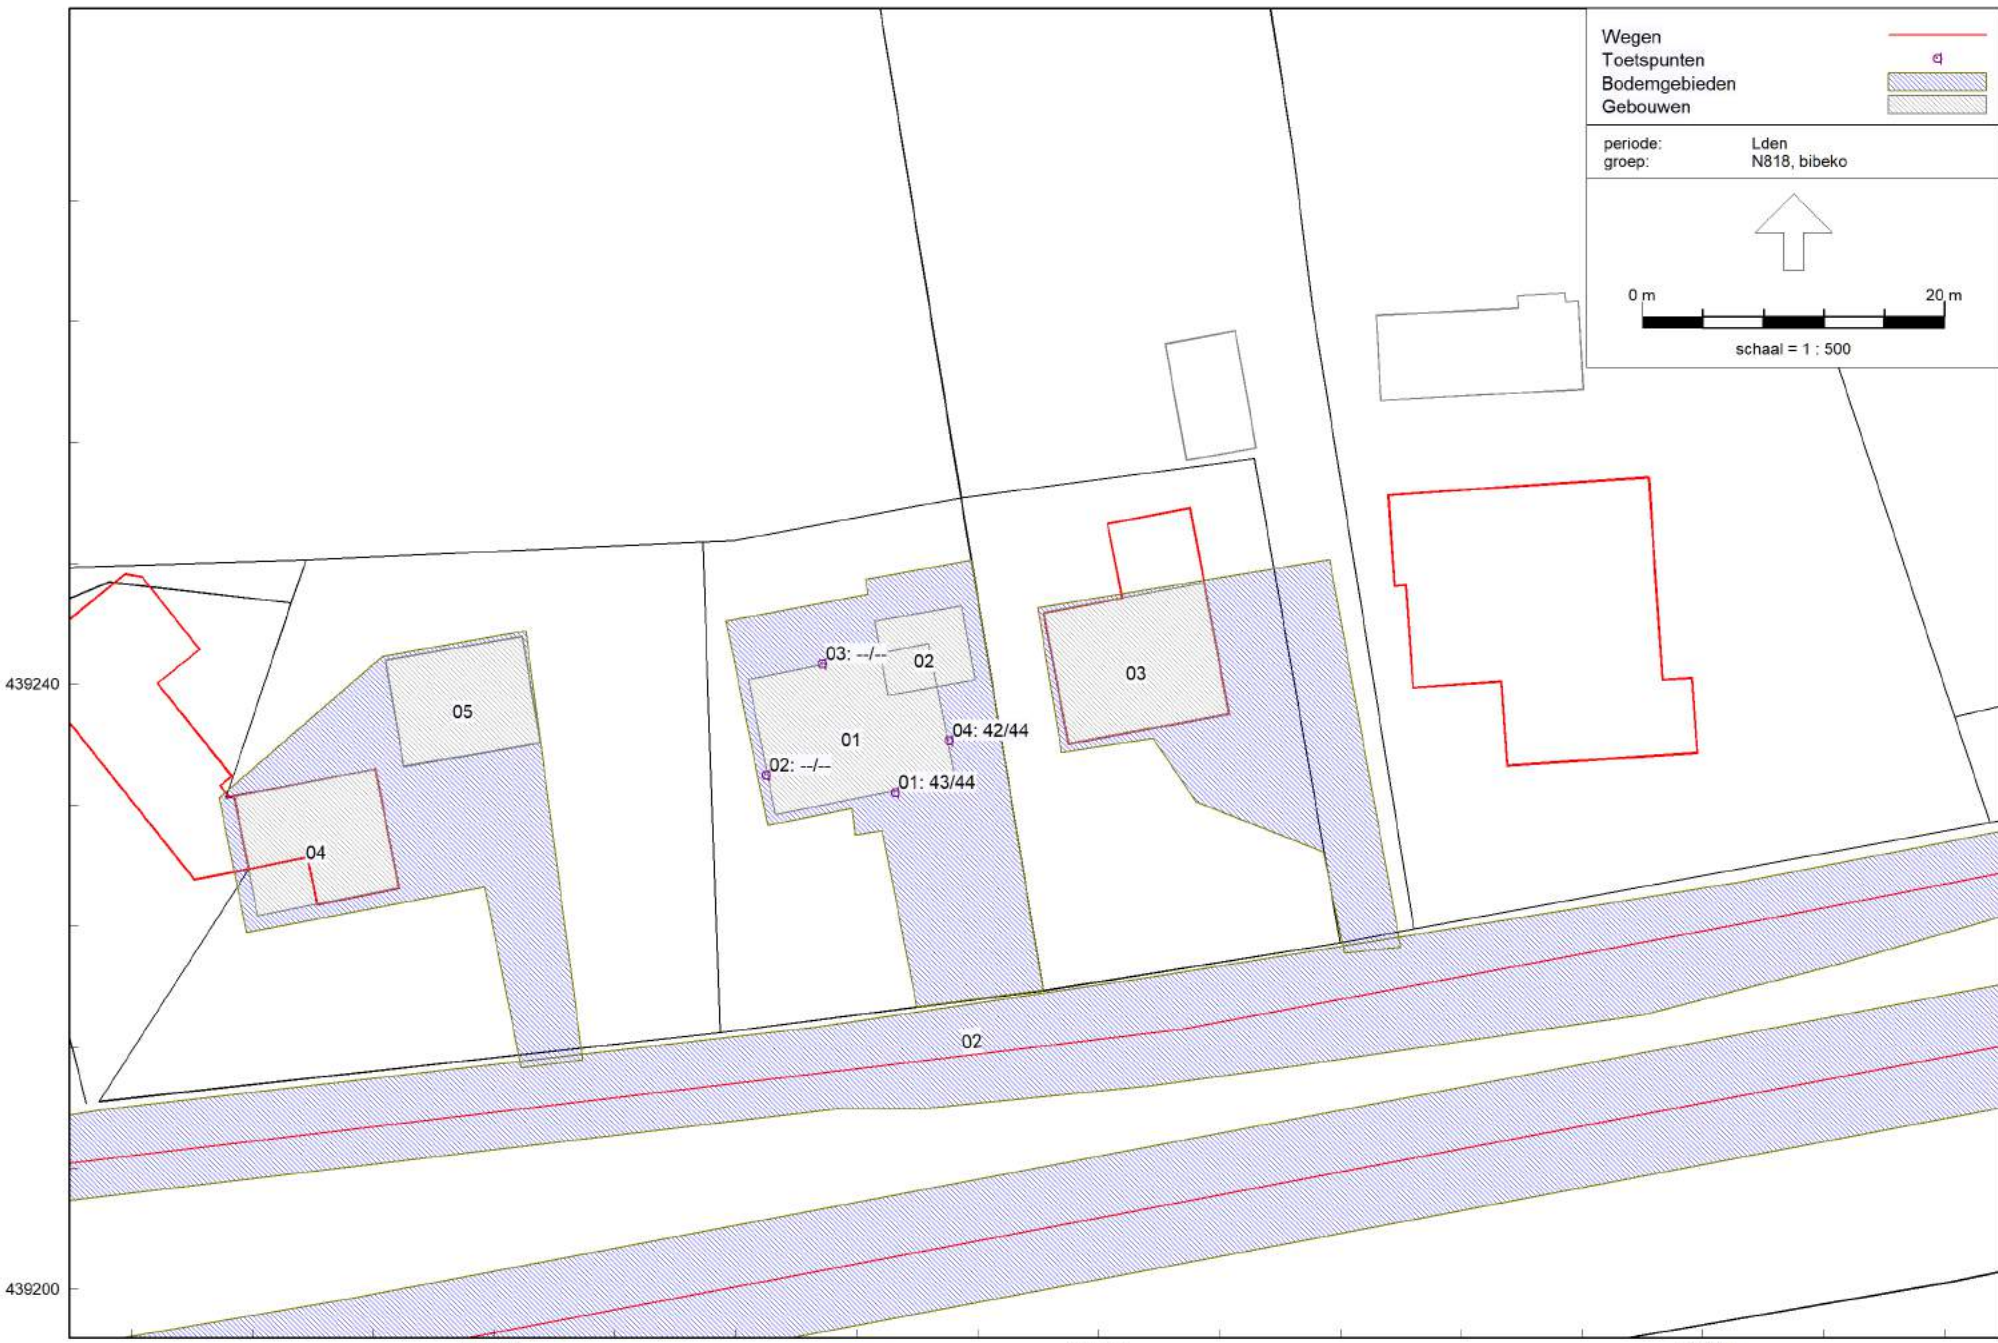 Wegen
Toetspunten
Bodemgebieden
Gebouwen
periode: Lden
groep: N818, bibeko
0 m 20 m
schaal = 1 : 500
439240
03: --/--
02
03
05
04: 42/44
01
02: --/--
01: 43/44
04
02
439200